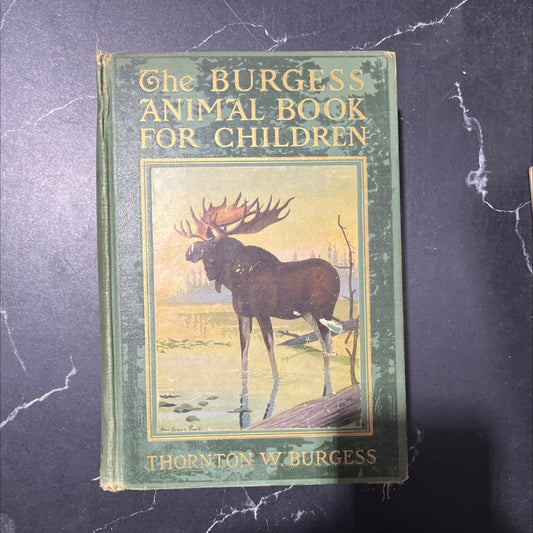 The BURGESS
ANIMAL BOOK
FOR CHILDREN
THORNTON W. BURGESS